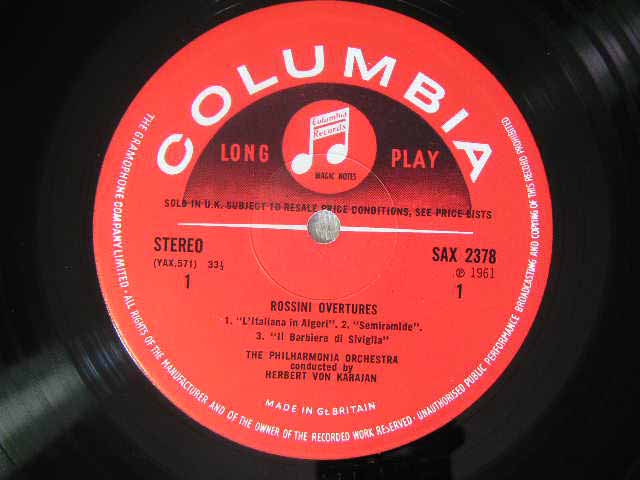 COLUMBIA
Columbia
Records
LONG PLAY
MAGIC NOTES
SOLD IN U.K. SUBJECT TO RESALE PRICE CONDITIONS, SEE PRICE LISTS
STEREO SAX 2378
(YAX.571) 33⅓ ℗ 1961
1 1
ROSSINI OVERTURES
1. "L'Italiana in Algeri". 2. "Semiramide".
3. "Il Barbiera di Siviglia"
THE PHILHARMONIA ORCHESTRA
conducted by
HERBERT VON KARAJAN
MADE IN Gt. BRITAIN
THE GRAMOPHONE COMPANY LIMITED · ALL RIGHTS OF THE MANUFACTURER AND OF THE OWNER OF THE RECORDED WORK RESERVED · UNAUTHORISED PUBLIC PERFORMANCE BROADCASTING AND COPYING OF THIS RECORD PROHIBITED